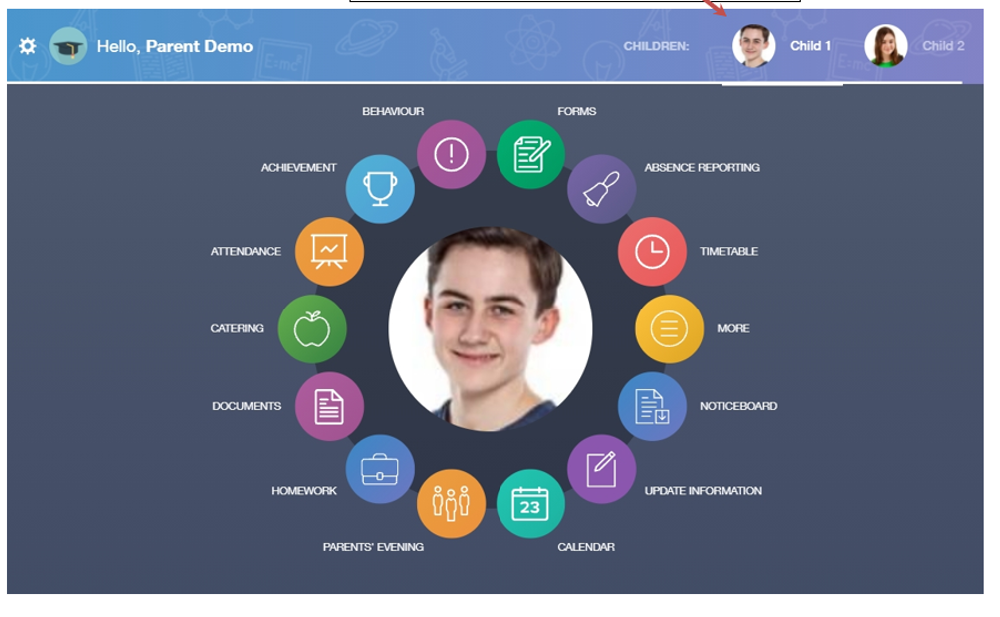 Hello, Parent Demo
CHILDREN:
Child 1
Child 2
BEHAVIOUR
FORMS
ACHIEVEMENT
ABSENCE REPORTING
ATTENDANCE
TIMETABLE
CATERING
MORE
DOCUMENTS
NOTICEBOARD
HOMEWORK
UPDATE INFORMATION
23
PARENTS' EVENING
CALENDAR